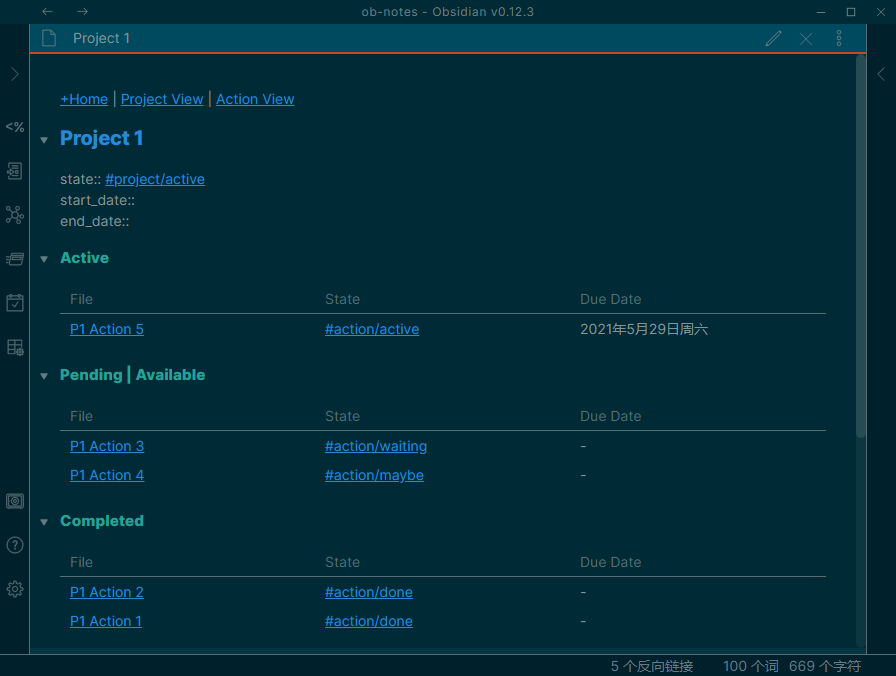 ob-notes - Obsidian v0.12.3
Project 1
<%
+Home | Project View | Action View
Project 1
state:: #project/active
start_date::
end_date::
Active
File State Due Date
P1 Action 5 #action/active 2021年5月29日周六
Pending | Available
File State Due Date
P1 Action 3 #action/waiting -
P1 Action 4 #action/maybe -
Completed
File State Due Date
P1 Action 2 #action/done -
P1 Action 1 #action/done -
5 个反向链接 100 个词 669 个字符